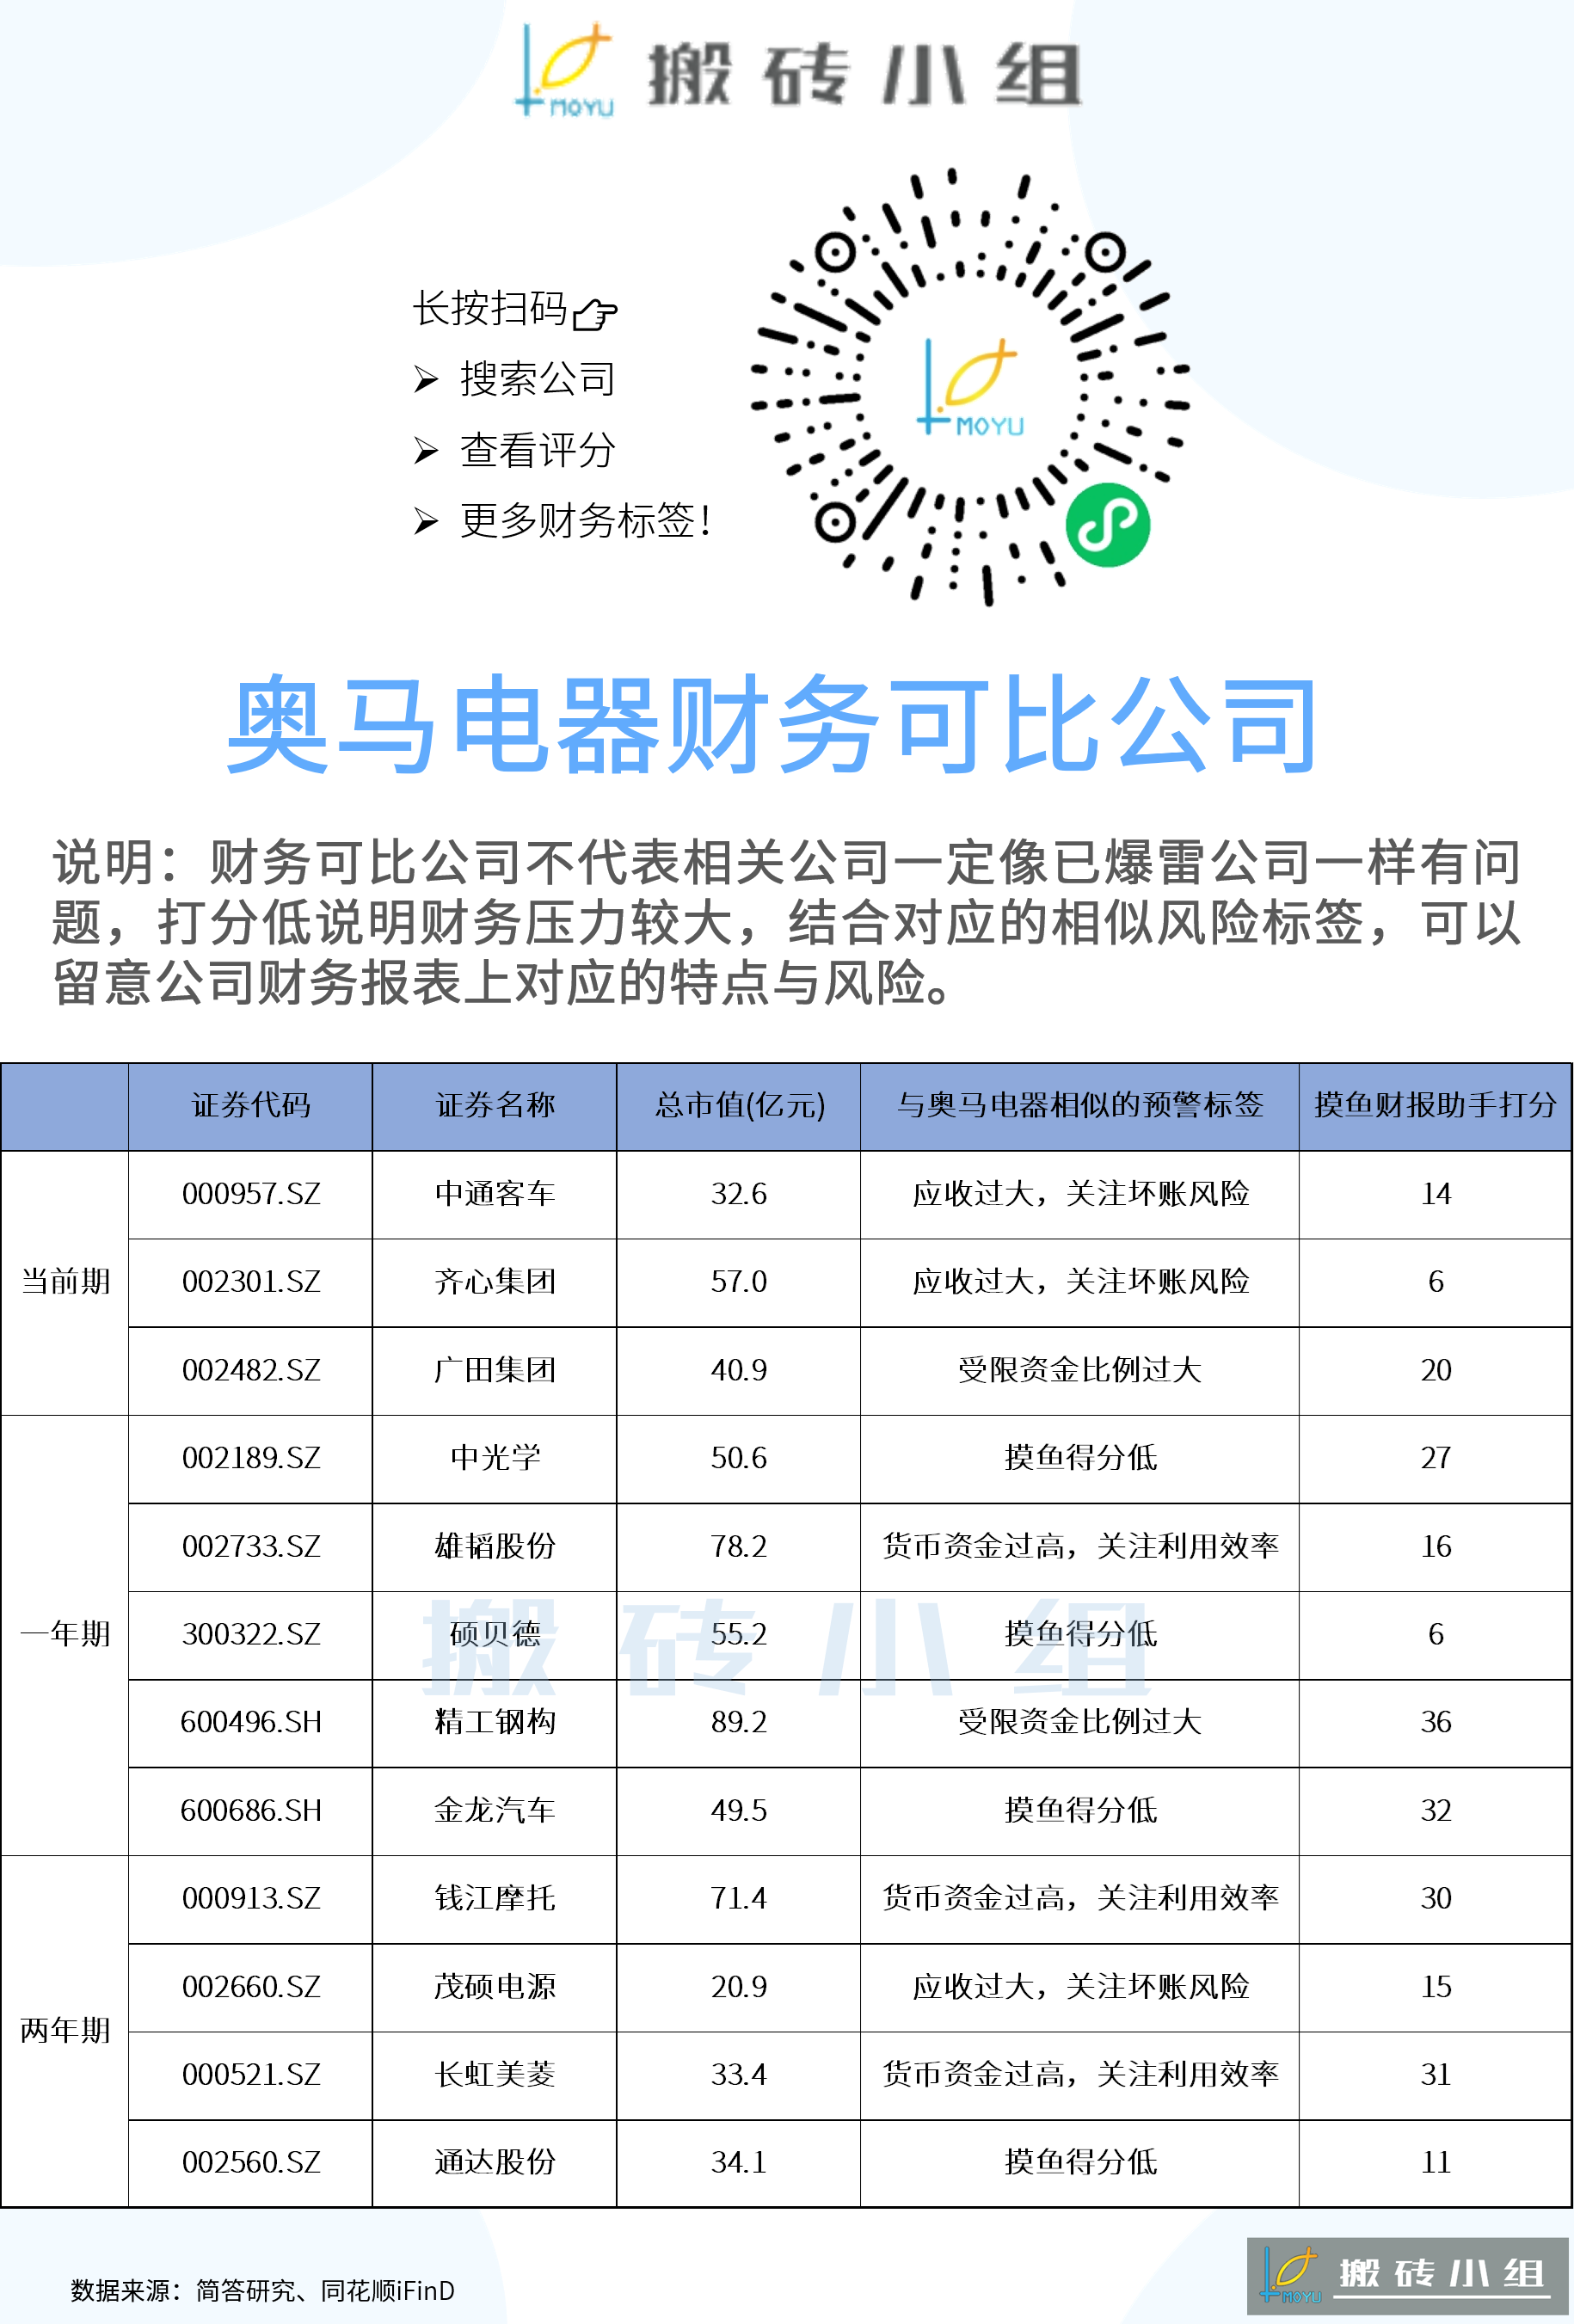 MOYU 搬砖小组
长按扫码
搜索公司
查看评分
更多财务标签！
MOYU
奥马电器财务可比公司
说明：财务可比公司不代表相关公司一定像已爆雷公司一样有问
题，打分低说明财务压力较大，结合对应的相似风险标签，可以
留意公司财务报表上对应的特点与风险。
证券代码 证券名称 总市值(亿元) 与奥马电器相似的预警标签 摸鱼财报助手打分
当前期
000957.SZ 中通客车 32.6 应收过大，关注坏账风险 14
002301.SZ 齐心集团 57.0 应收过大，关注坏账风险 6
002482.SZ 广田集团 40.9 受限资金比例过大 20
一年期
002189.SZ 中光学 50.6 摸鱼得分低 27
002733.SZ 雄韬股份 78.2 货币资金过高，关注利用效率 16
300322.SZ 硕贝德 55.2 摸鱼得分低 6
600496.SH 精工钢构 89.2 受限资金比例过大 36
600686.SH 金龙汽车 49.5 摸鱼得分低 32
两年期
000913.SZ 钱江摩托 71.4 货币资金过高，关注利用效率 30
002660.SZ 茂硕电源 20.9 应收过大，关注坏账风险 15
000521.SZ 长虹美菱 33.4 货币资金过高，关注利用效率 31
002560.SZ 通达股份 34.1 摸鱼得分低 11
搬砖小组
数据来源：简答研究、同花顺iFinD
MOYU 搬砖小组